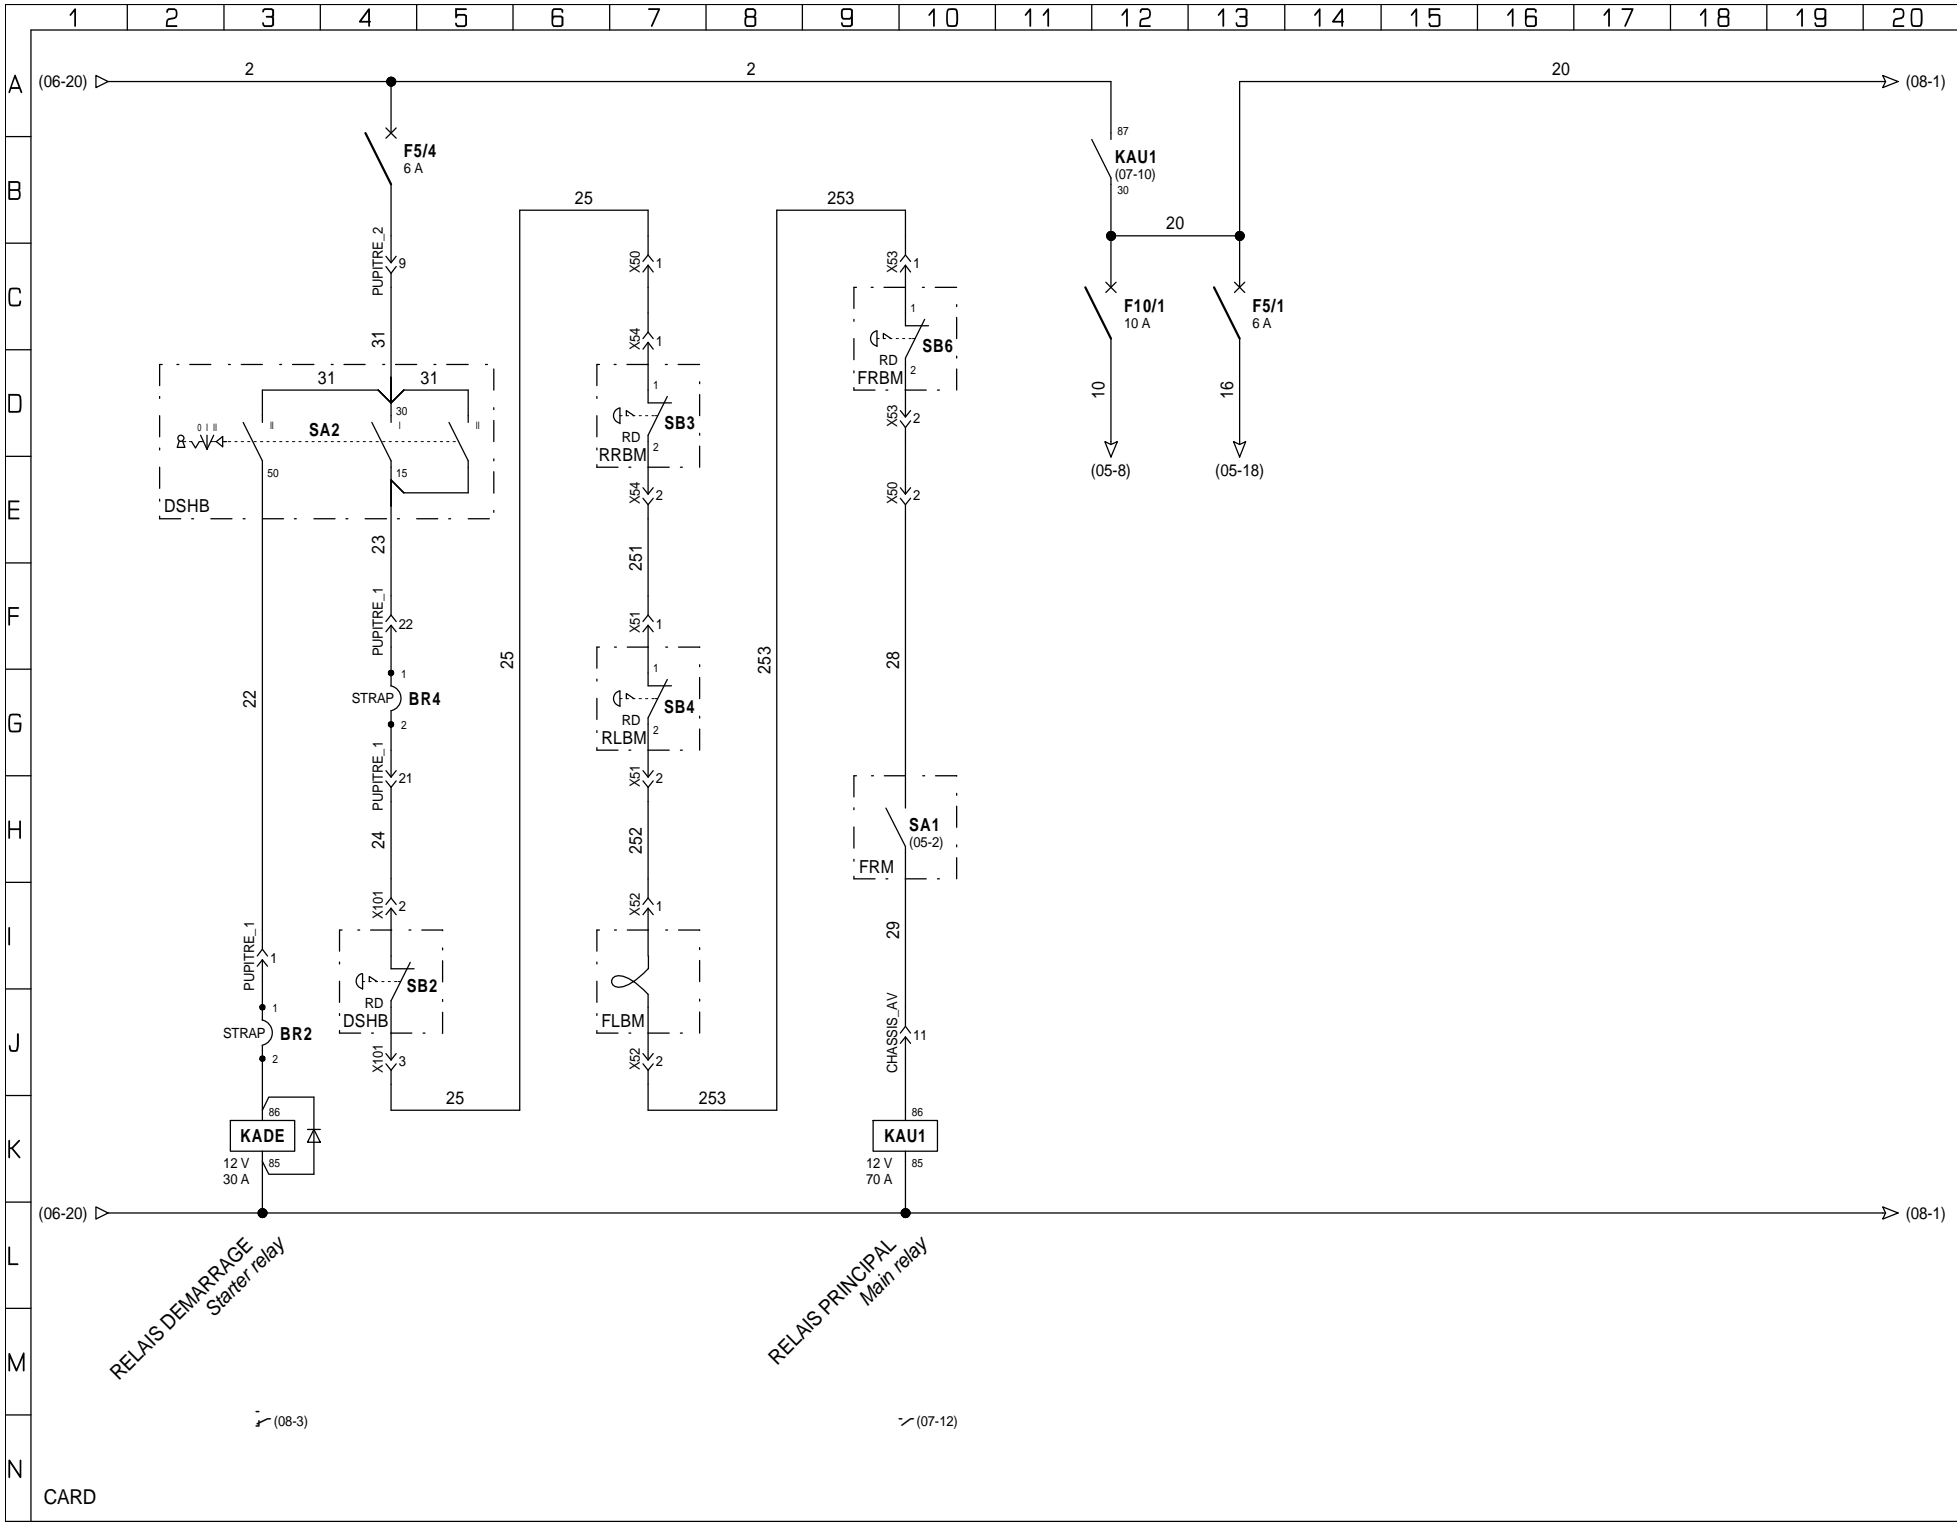 1 2 3 4 5 6 7 8 9 10 11 12 13 14 15 16 17 18 19 20
A
(06-20) 2 2 20 (08-1)
87
F5/4
6 A
KAU1
(07-10)
30
B
25 253
20
PUPITRE_2 9
X50 1
X53 1
C
F10/1
10 A
F5/1
6 A
31
X54 1
1
SB6
RD
FRBM 2
D
31 31
30
0 I II
II
SA2
I
II
50
15
DSHB
1
SB3
RD
RRBM 2
X53 2
10
16
(05-8)
(05-18)
E
X54 2
X50 2
23
251
F
PUPITRE_1 22
X51 1
25
253
28
G
22
1
STRAP BR4
2
1
SB4
RD
RLBM 2
PUPITRE_1 21
X51 2
H
24
252
SA1
(05-2)
FRM
I
X101 2
X52 1
29
PUPITRE_1 1
SB2
RD
DSHB
FLBM
J
1
STRAP BR2
2
X101 3
X52 2
CHASSIS_AV 11
25
253
K
86
KADE
12 V 85
30 A
86
KAU1
12 V 85
70 A
(06-20) (08-1)
L
RELAIS DEMARRAGE
Starter relay
RELAIS PRINCIPAL
Main relay
M
(08-3)
(07-12)
N
CARD